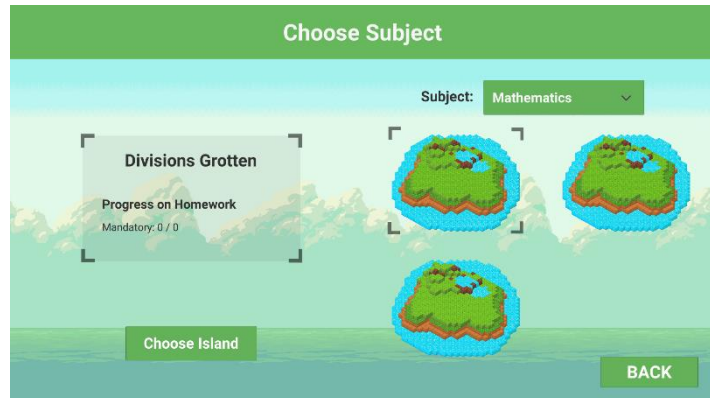 Choose Subject
Subject: Mathematics
Divisions Grotten
Progress on Homework
Mandatory: 0 / 0
Choose Island
BACK